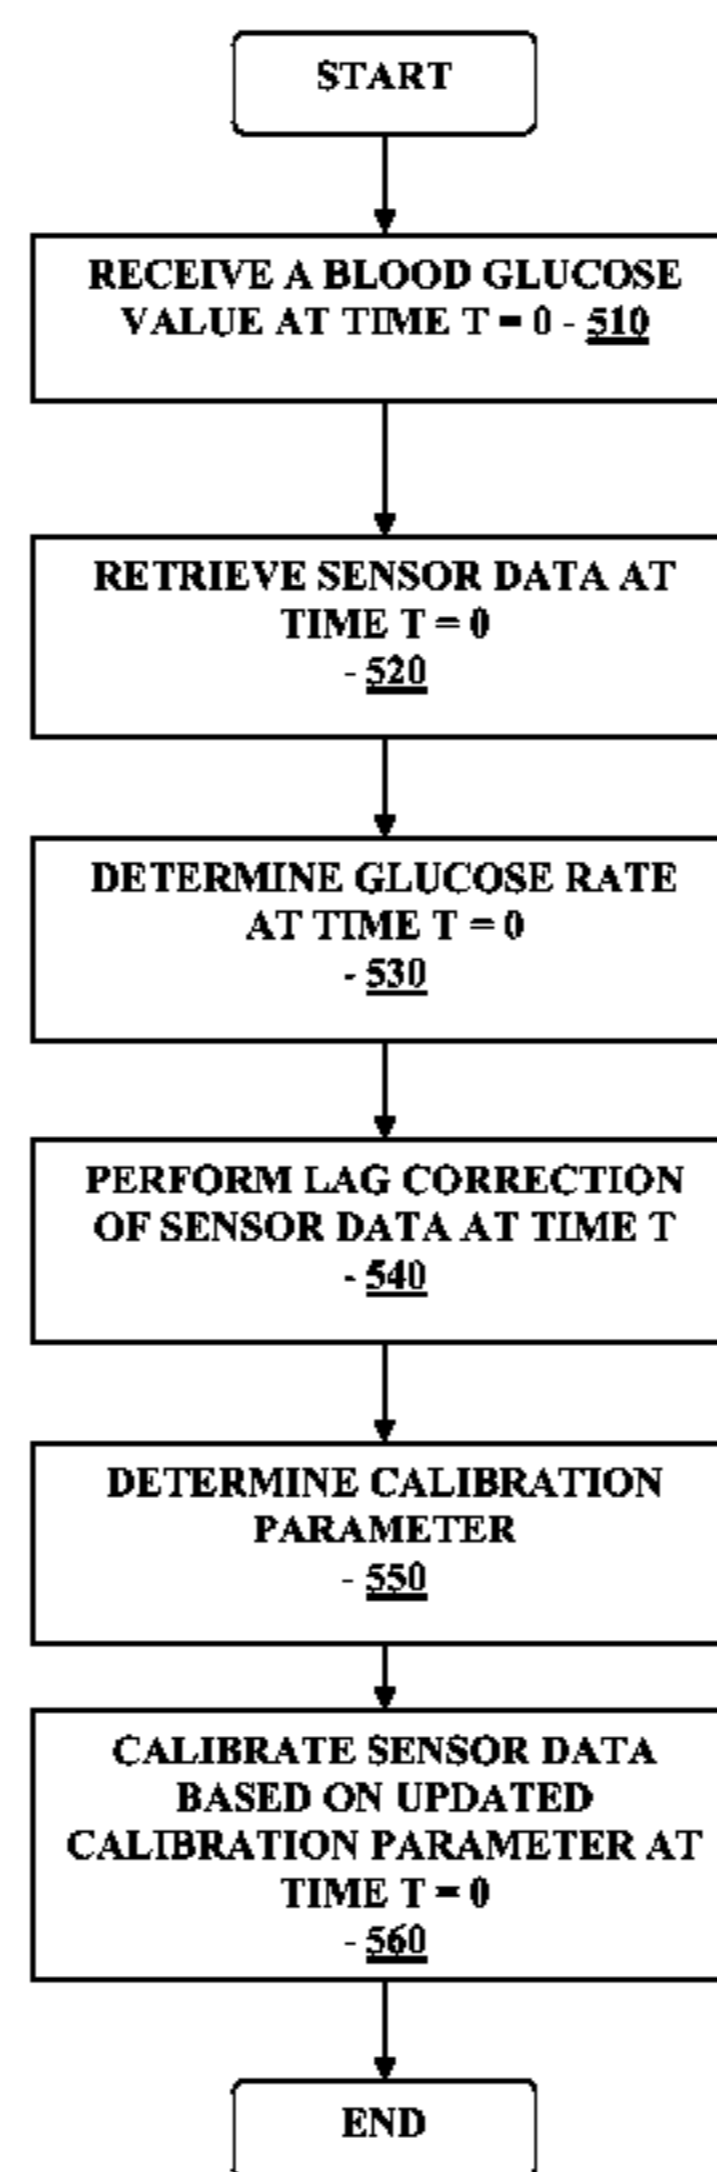 START
RECEIVE A BLOOD GLUCOSE
VALUE AT TIME T = 0 - 510
RETRIEVE SENSOR DATA AT
TIME T = 0
- 520
DETERMINE GLUCOSE RATE
AT TIME T = 0
- 530
PERFORM LAG CORRECTION
OF SENSOR DATA AT TIME T
- 540
DETERMINE CALIBRATION
PARAMETER
- 550
CALIBRATE SENSOR DATA
BASED ON UPDATED
CALIBRATION PARAMETER AT
TIME T = 0
- 560
END